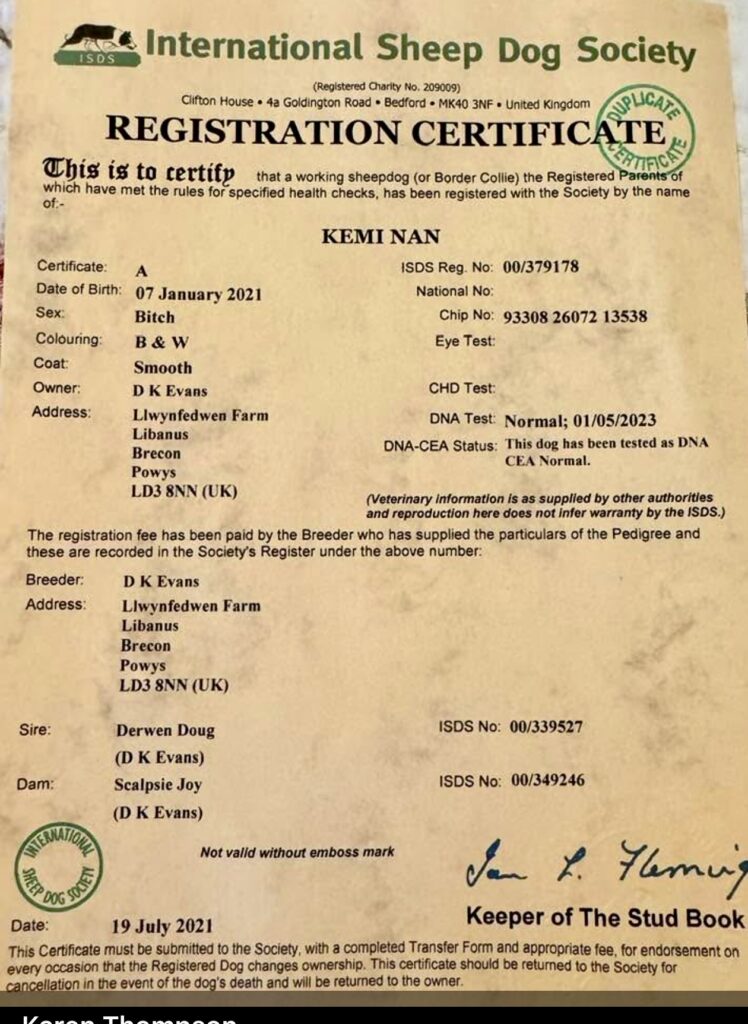 ISDS
International Sheep Dog Society
(Registered Charity No. 209009)
Clifton House • 4a Goldington Road • Bedford • MK40 3NF • United Kingdom
REGISTRATION CERTIFICATE
DUPLICATE CERTIFICATE
This is to certify that a working sheepdog (or Border Collie) the Registered Parents of
which have met the rules for specified health checks, has been registered with the Society by the name
of:-
KEMI NAN
Certificate: A
ISDS Reg. No: 00/379178
Date of Birth: 07 January 2021
National No:
Sex: Bitch
Chip No: 93308 26072 13538
Colouring: B & W
Eye Test:
Coat: Smooth
Owner: D K Evans
CHD Test:
Address: Llwynfedwen Farm
Libanus
Brecon
Powys
LD3 8NN (UK)
DNA Test: Normal; 01/05/2023
DNA-CEA Status: This dog has been tested as DNA
CEA Normal.
(Veterinary information is as supplied by other authorities
and reproduction here does not infer warranty by the ISDS.)
The registration fee has been paid by the Breeder who has supplied the particulars of the Pedigree and
these are recorded in the Society's Register under the above number:
Breeder: D K Evans
Address: Llwynfedwen Farm
Libanus
Brecon
Powys
LD3 8NN (UK)
Sire: Derwen Doug ISDS No: 00/339527
(D K Evans)
Dam: Scalpsie Joy ISDS No: 00/349246
(D K Evans)
INTERNATIONAL SHEEP DOG SOCIETY
Not valid without emboss mark
Ian L. Fleming
Keeper of The Stud Book
Date: 19 July 2021
This Certificate must be submitted to the Society, with a completed Transfer Form and appropriate fee, for endorsement on
every occasion that the Registered Dog changes ownership. This certificate should be returned to the Society for
cancellation in the event of the dog's death and will be returned to the owner.
Karen Thompson